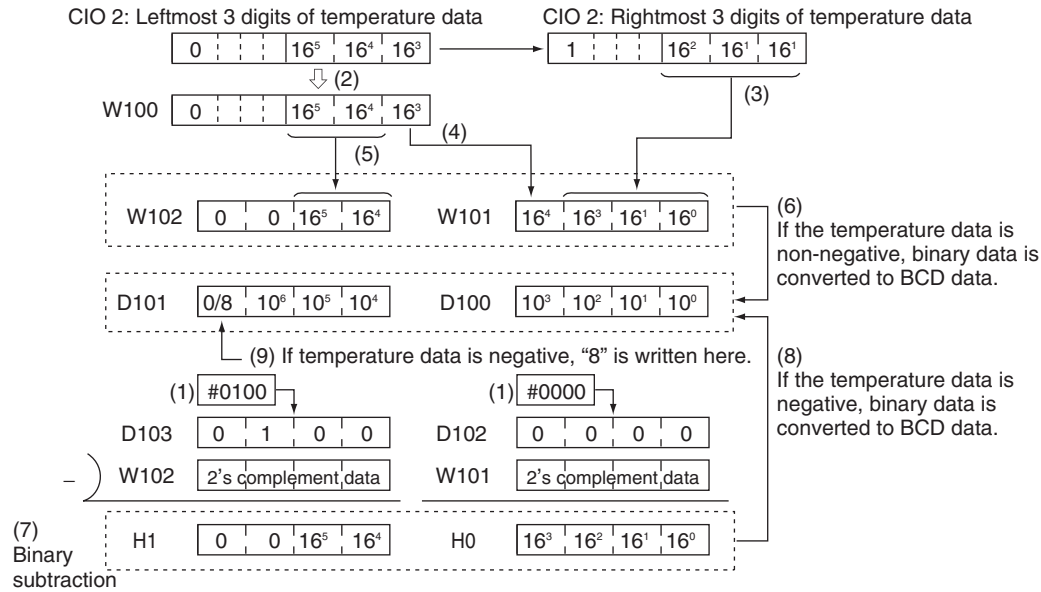 CIO 2: Leftmost 3 digits of temperature data CIO 2: Rightmost 3 digits of temperature data
0 16⁵ 16⁴ 16³ 1 16² 16¹ 16¹
(2) (3)
W100 0 16⁵ 16⁴ 16³ (4)
(5)
W102 0 0 16⁵ 16⁴ W101 16⁴ 16³ 16¹ 16⁰
(6)
If the temperature data is
non-negative, binary data is
converted to BCD data.
D101 0/8 10⁶ 10⁵ 10⁴ D100 10³ 10² 10¹ 10⁰
(9) If temperature data is negative, “8” is written here.
(8)
If the temperature data is
negative, binary data is
converted to BCD data.
(1) #0100 (1) #0000
D103 0 1 0 0 D102 0 0 0 0
– W102 2's complement data W101 2's complement data
(7)
Binary
subtraction
H1 0 0 16⁵ 16⁴ H0 16³ 16² 16¹ 16⁰